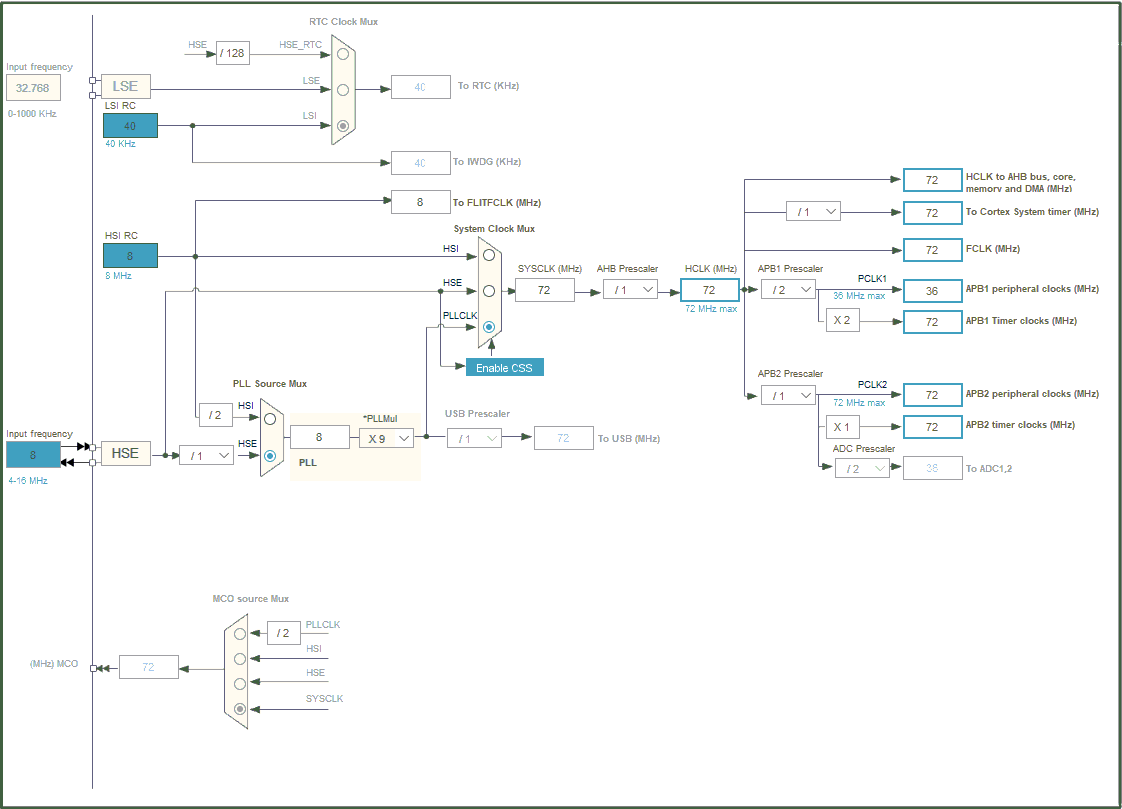 RTC Clock Mux
HSE
/ 128
HSE_RTC
Input frequency
32.768
0-1000 KHz
LSE
LSE
40
To RTC (KHz)
LSI RC
40
40 KHz
LSI
40
To IWDG (KHz)
8
To FLITFCLK (MHz)
HSI RC
8
8 MHz
System Clock Mux
HSI
HSE
PLLCLK
Enable CSS
SYSCLK (MHz)
72
AHB Prescaler
/ 1
HCLK (MHz)
72
72 MHz max
72
HCLK to AHB bus, core,
memory and DMA (MHz)
/ 1
72
To Cortex System timer (MHz)
72
FCLK (MHz)
APB1 Prescaler
/ 2
PCLK1
36 MHz max
36
APB1 peripheral clocks (MHz)
X 2
72
APB1 Timer clocks (MHz)
APB2 Prescaler
/ 1
PCLK2
72 MHz max
72
APB2 peripheral clocks (MHz)
X 1
72
APB2 timer clocks (MHz)
ADC Prescaler
/ 2
36
To ADC1,2
PLL Source Mux
/ 2
HSI
Input frequency
8
4-16 MHz
HSE
/ 1
HSE
8
*PLLMul
X 9
PLL
USB Prescaler
/ 1
72
To USB (MHz)
MCO source Mux
/ 2
PLLCLK
HSI
HSE
SYSCLK
(MHz) MCO
72